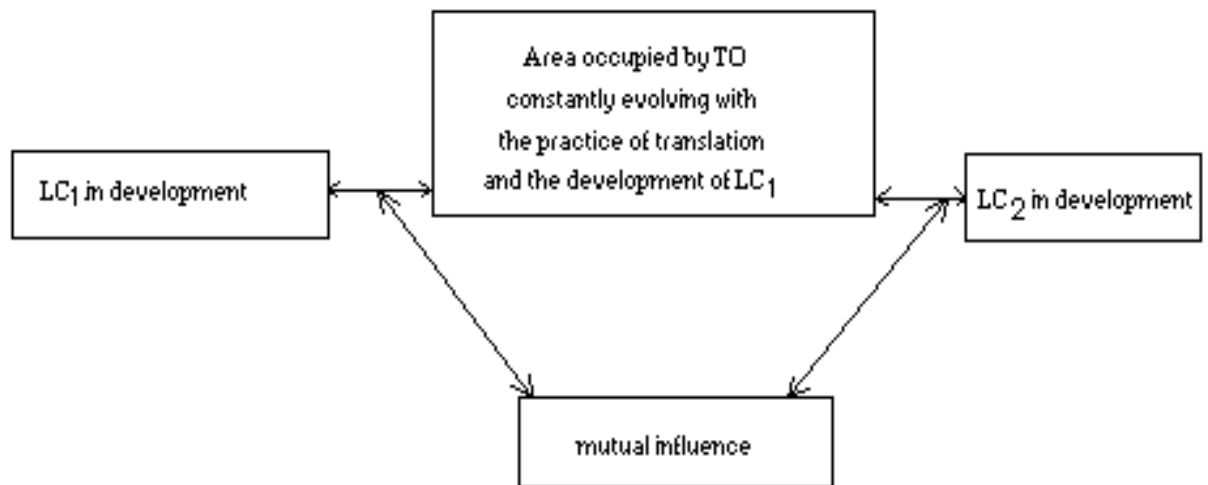 Area occupied by TO
constantly evolving with
the practice of translation
and the development of LC₁
LC₁ in development
LC₂ in development
mutual influence